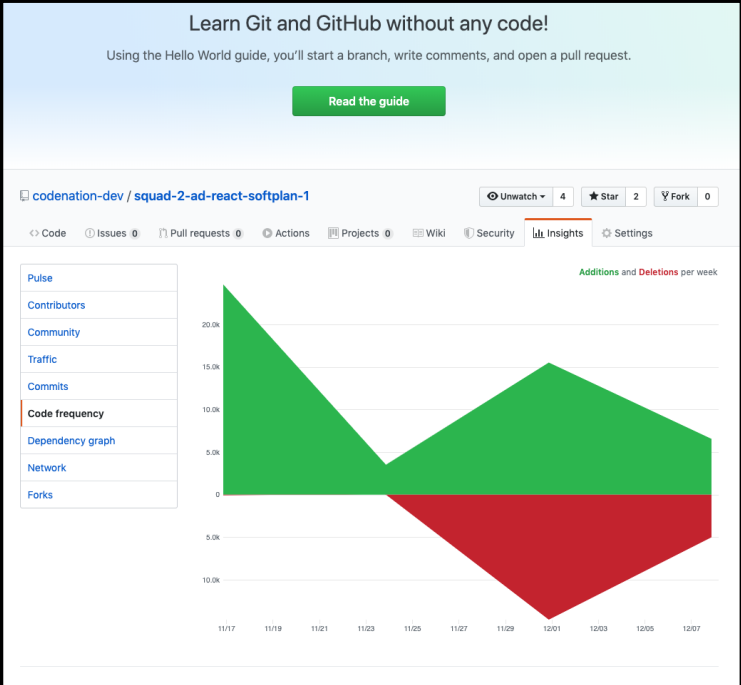 Learn Git and GitHub without any code!
Using the Hello World guide, you'll start a branch, write comments, and open a pull request.
Read the guide
codenation-dev / squad-2-ad-react-softplan-1
Unwatch 4 Star 2 Fork 0
Code Issues 0 Pull requests 0 Actions Projects 0 Wiki Security Insights Settings
Pulse
Contributors
Community
Traffic
Commits
Code frequency
Dependency graph
Network
Forks
Additions and Deletions per week
20.0k
15.0k
10.0k
5.0k
0
5.0k
10.0k
11/17 11/19 11/21 11/23 11/25 11/27 11/29 12/01 12/03 12/05 12/07